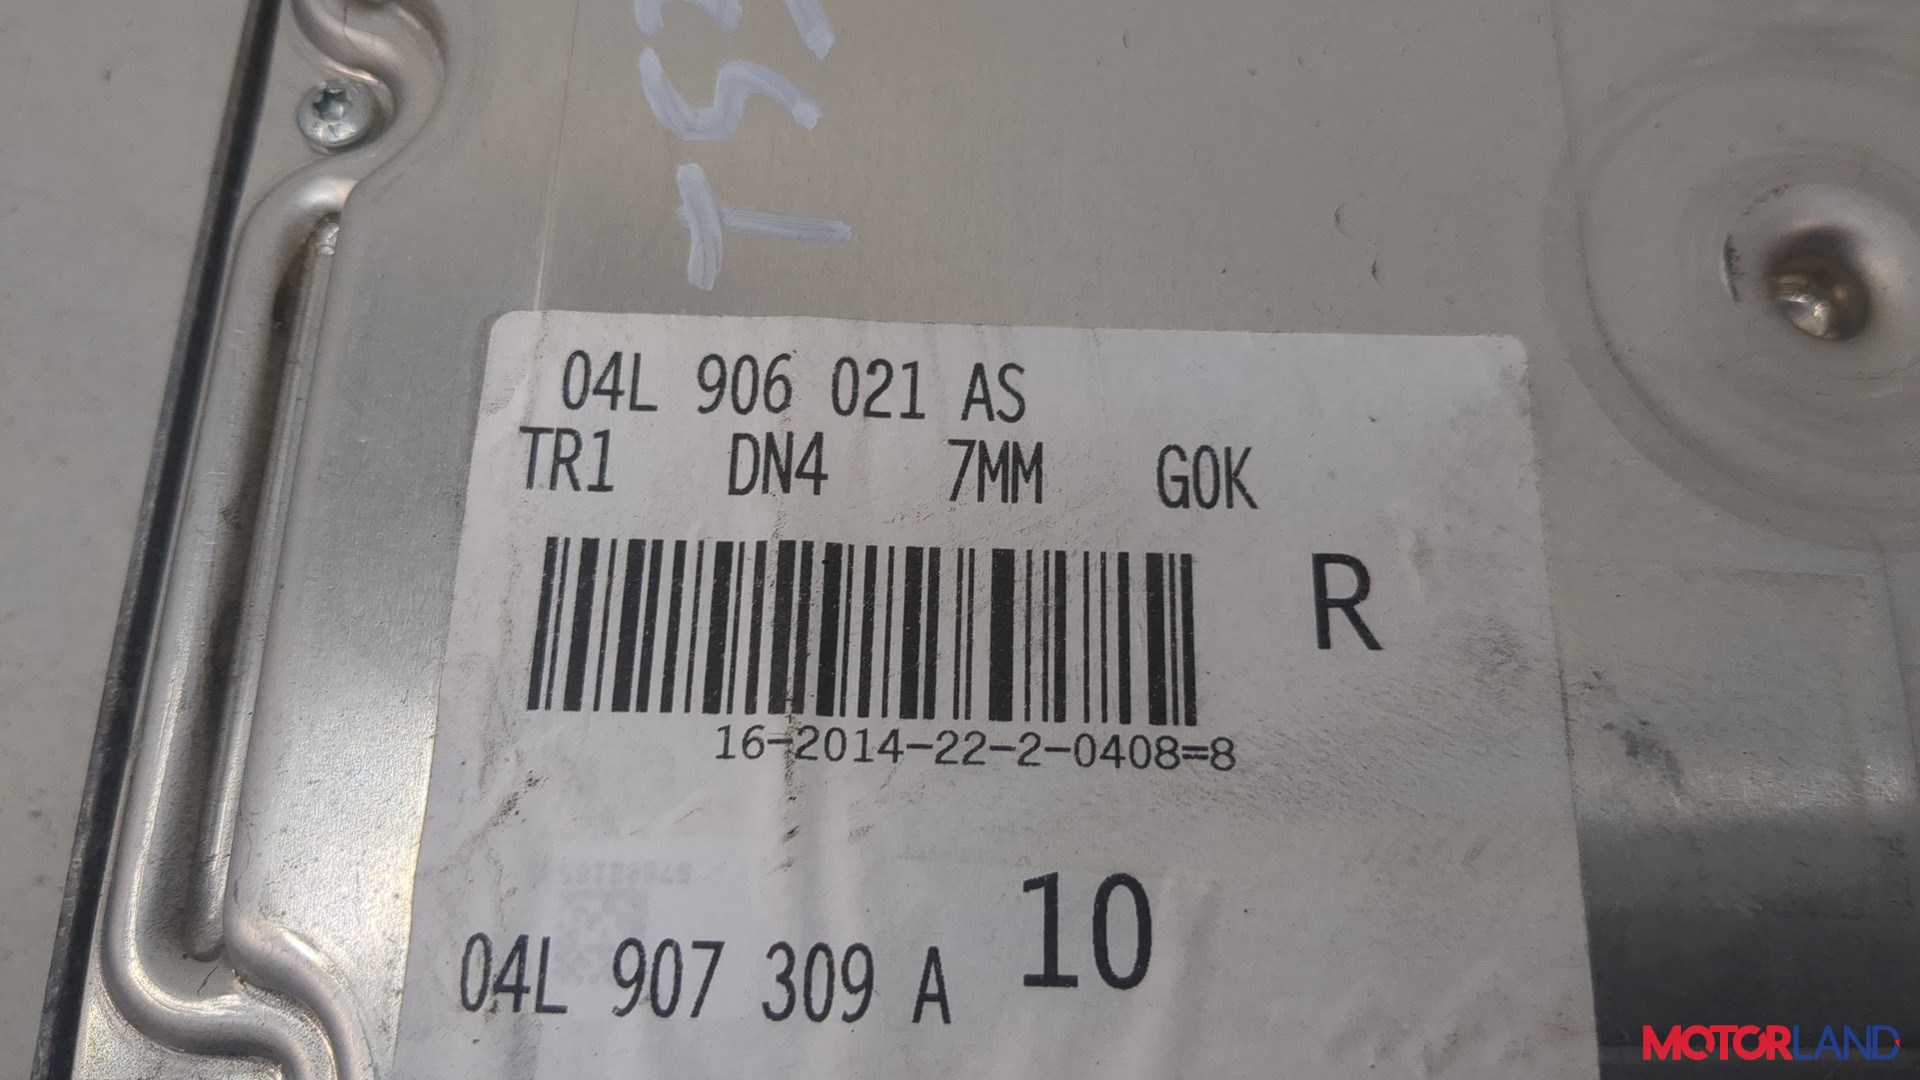 04L 906 021 AS
TR1 DN4 7MM G0K
R
16-2014-22-2-0408=8
10
04L 907 309 A
MOTORLAND